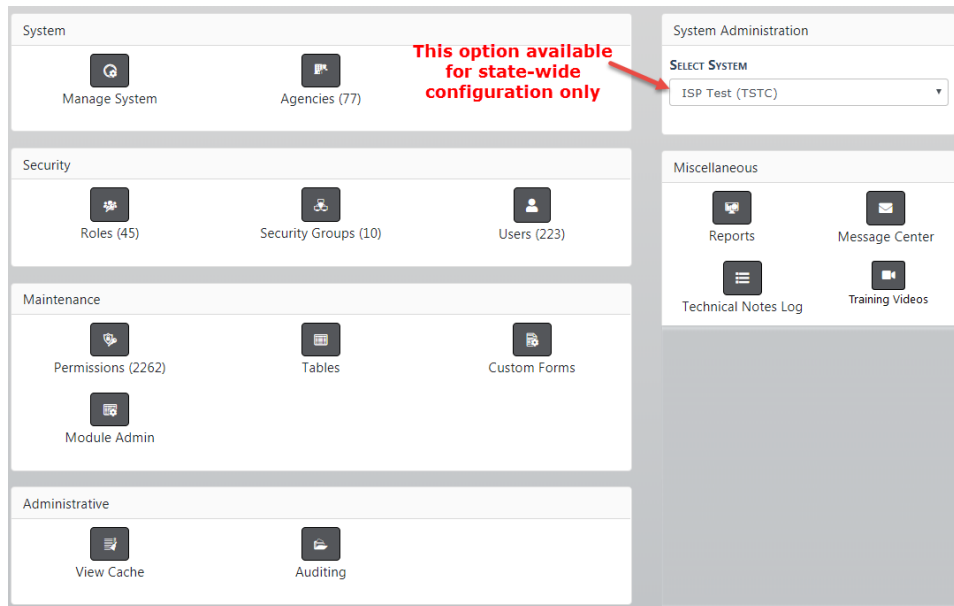 System
Manage System
Agencies (77)
This option available
for state-wide
configuration only
System Administration
Select System
ISP Test (TSTC)
Security
Roles (45)
Security Groups (10)
Users (223)
Miscellaneous
Reports
Message Center
Technical Notes Log
Training Videos
Maintenance
Permissions (2262)
Tables
Custom Forms
Module Admin
Administrative
View Cache
Auditing